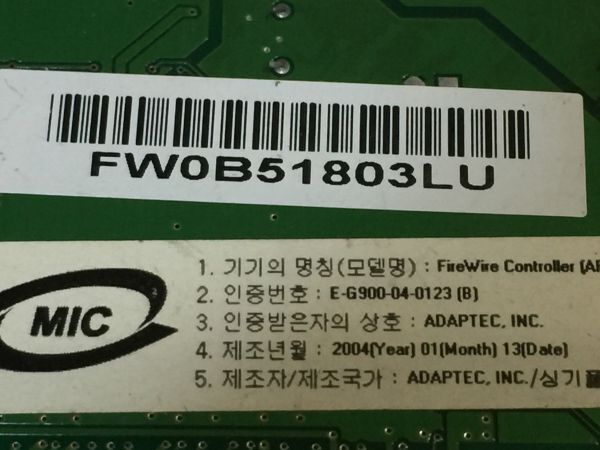 FW0B51803LU
MIC
1. 기기의 명칭(모델명) : FireWire Controller (
2. 인증번호 : E-G900-04-0123 (B)
3. 인증받은자의 상호 : ADAPTEC, INC.
4. 제조년월 : 2004(Year) 01(Month) 13(Date)
5. 제조자/제조국가 : ADAPTEC, INC./싱기